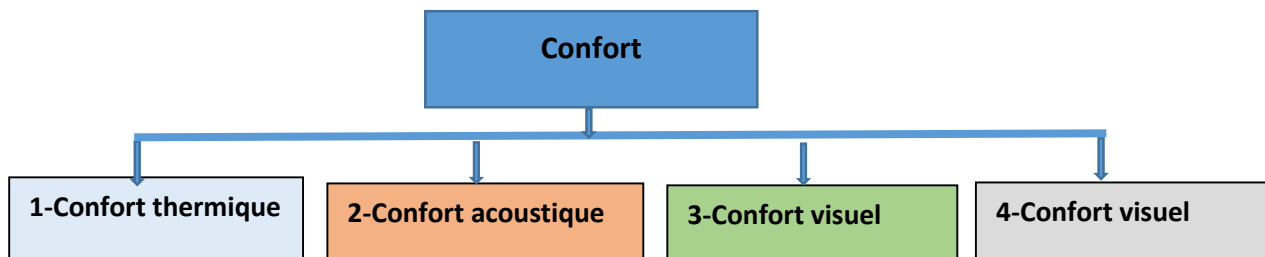 Confort
1-Confort thermique
2-Confort acoustique
3-Confort visuel
4-Confort visuel